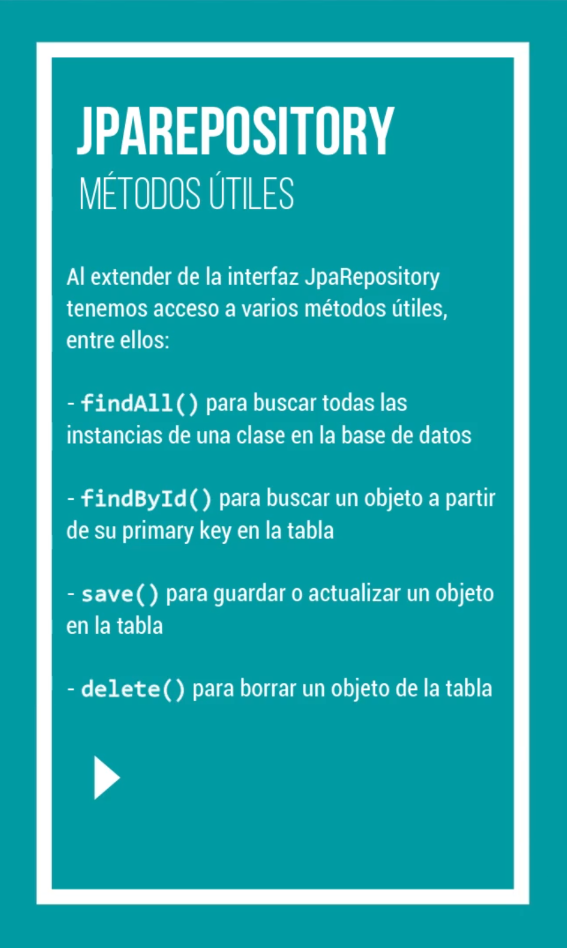 JPAREPOSITORY
MÉTODOS ÚTILES
Al extender de la interfaz JpaRepository
tenemos acceso a varios métodos útiles,
entre ellos:
- findAll() para buscar todas las
instancias de una clase en la base de datos
- findById() para buscar un objeto a partir
de su primary key en la tabla
- save() para guardar o actualizar un objeto
en la tabla
- delete() para borrar un objeto de la tabla